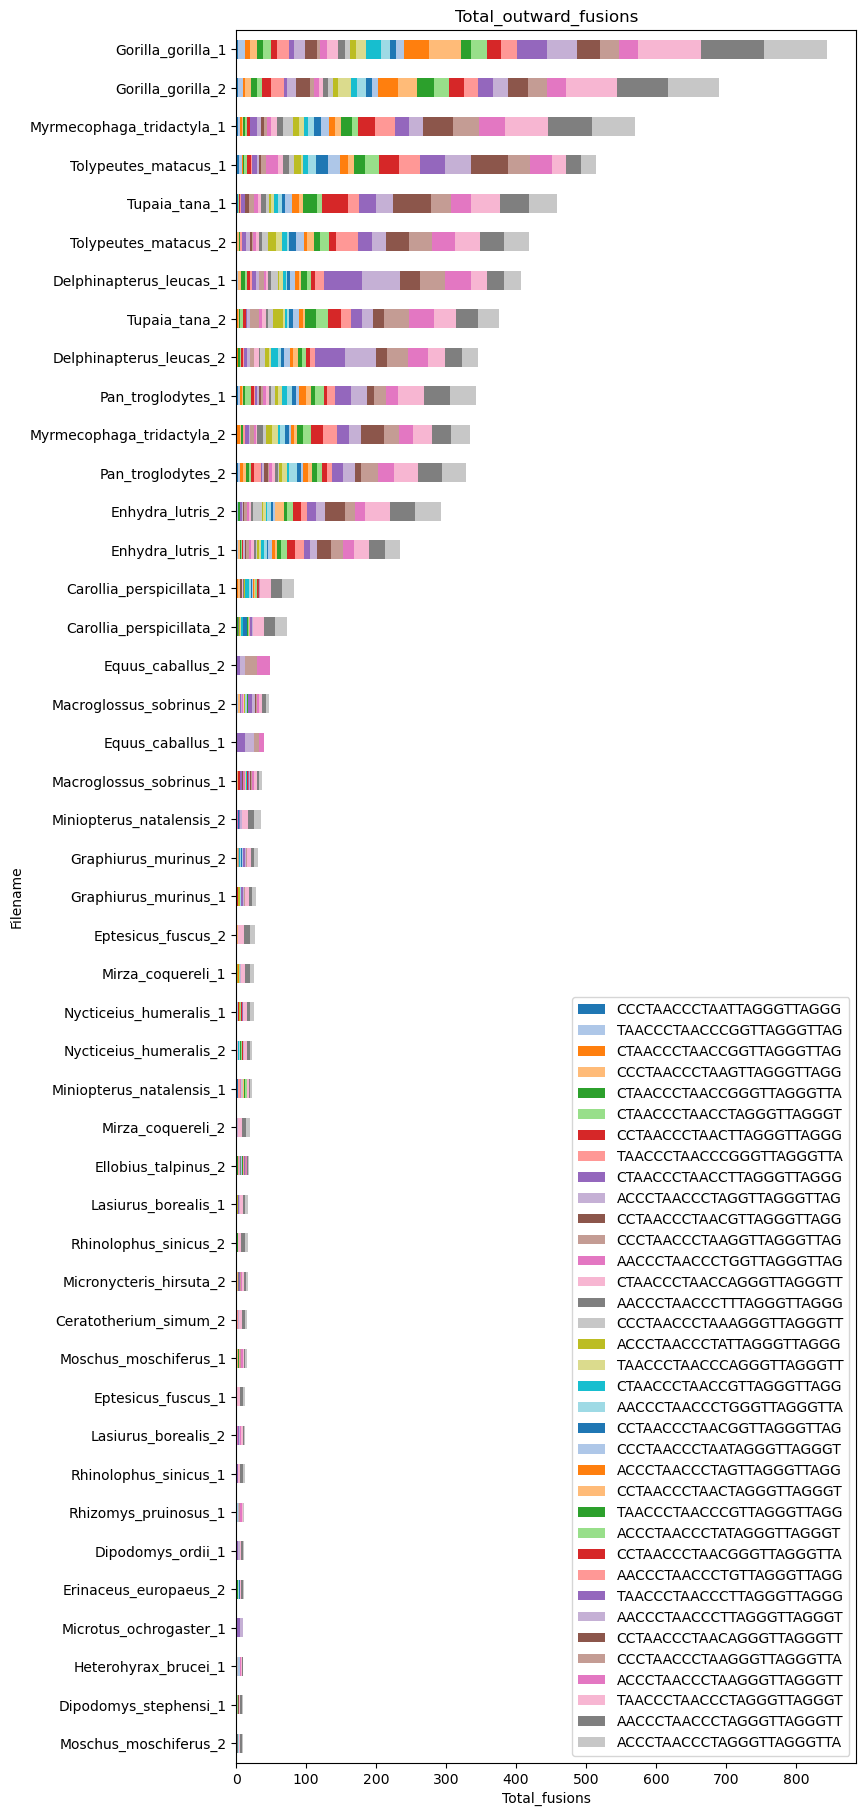 Total_outward_fusions
Gorilla_gorilla_1
Gorilla_gorilla_2
Myrmecophaga_tridactyla_1
Tolypeutes_matacus_1
Tupaia_tana_1
Tolypeutes_matacus_2
Delphinapterus_leucas_1
Tupaia_tana_2
Delphinapterus_leucas_2
Pan_troglodytes_1
Myrmecophaga_tridactyla_2
Pan_troglodytes_2
Enhydra_lutris_2
Enhydra_lutris_1
Carollia_perspicillata_1
Carollia_perspicillata_2
Equus_caballus_2
Macroglossus_sobrinus_2
Equus_caballus_1
Macroglossus_sobrinus_1
Miniopterus_natalensis_2
Graphiurus_murinus_2
Graphiurus_murinus_1
Eptesicus_fuscus_2
Mirza_coquereli_1
Nycticeius_humeralis_1
Nycticeius_humeralis_2
Miniopterus_natalensis_1
Mirza_coquereli_2
Ellobius_talpinus_2
Lasiurus_borealis_1
Rhinolophus_sinicus_2
Micronycteris_hirsuta_2
Ceratotherium_simum_2
Moschus_moschiferus_1
Eptesicus_fuscus_1
Lasiurus_borealis_2
Rhinolophus_sinicus_1
Rhizomys_pruinosus_1
Dipodomys_ordii_1
Erinaceus_europaeus_2
Microtus_ochrogaster_1
Heterohyrax_brucei_1
Dipodomys_stephensi_1
Moschus_moschiferus_2
Filename
CCCTAACCCTAATTAGGGTTAGGG
TAACCCTAACCCGGTTAGGGTTAG
CTAACCCTAACCGGTTAGGGTTAG
CCCTAACCCTAAGTTAGGGTTAGG
CTAACCCTAACCGGGTTAGGGTTA
CTAACCCTAACCTAGGGTTAGGGT
CCTAACCCTAACTTAGGGTTAGGG
TAACCCTAACCCGGGTTAGGGTTA
CTAACCCTAACCTTAGGGTTAGGG
ACCCTAACCCTAGGTTAGGGTTAG
CCTAACCCTAACGTTAGGGTTAGG
CCCTAACCCTAAGGTTAGGGTTAG
AACCCTAACCCTGGTTAGGGTTAG
CTAACCCTAACCAGGGTTAGGGTT
AACCCTAACCCTTTAGGGTTAGGG
CCCTAACCCTAAAGGGTTAGGGTT
ACCCTAACCCTATTAGGGTTAGGG
TAACCCTAACCCAGGGTTAGGGTT
CTAACCCTAACCGTTAGGGTTAGG
AACCCTAACCCTGGGTTAGGGTTA
CCTAACCCTAACGGTTAGGGTTAG
CCCTAACCCTAATAGGGTTAGGGT
ACCCTAACCCTAGTTAGGGTTAGG
CCTAACCCTAACTAGGGTTAGGGT
TAACCCTAACCCGTTAGGGTTAGG
ACCCTAACCCTATAGGGTTAGGGT
CCTAACCCTAACGGGTTAGGGTTA
AACCCTAACCCTGTTAGGGTTAGG
TAACCCTAACCCTTAGGGTTAGGG
AACCCTAACCCTTAGGGTTAGGGT
CCTAACCCTAACAGGGTTAGGGTT
CCCTAACCCTAAGGGTTAGGGTTA
ACCCTAACCCTAAGGGTTAGGGTT
TAACCCTAACCCTAGGGTTAGGGT
AACCCTAACCCTAGGGTTAGGGTT
ACCCTAACCCTAGGGTTAGGGTTA
0 100 200 300 400 500 600 700 800
Total_fusions